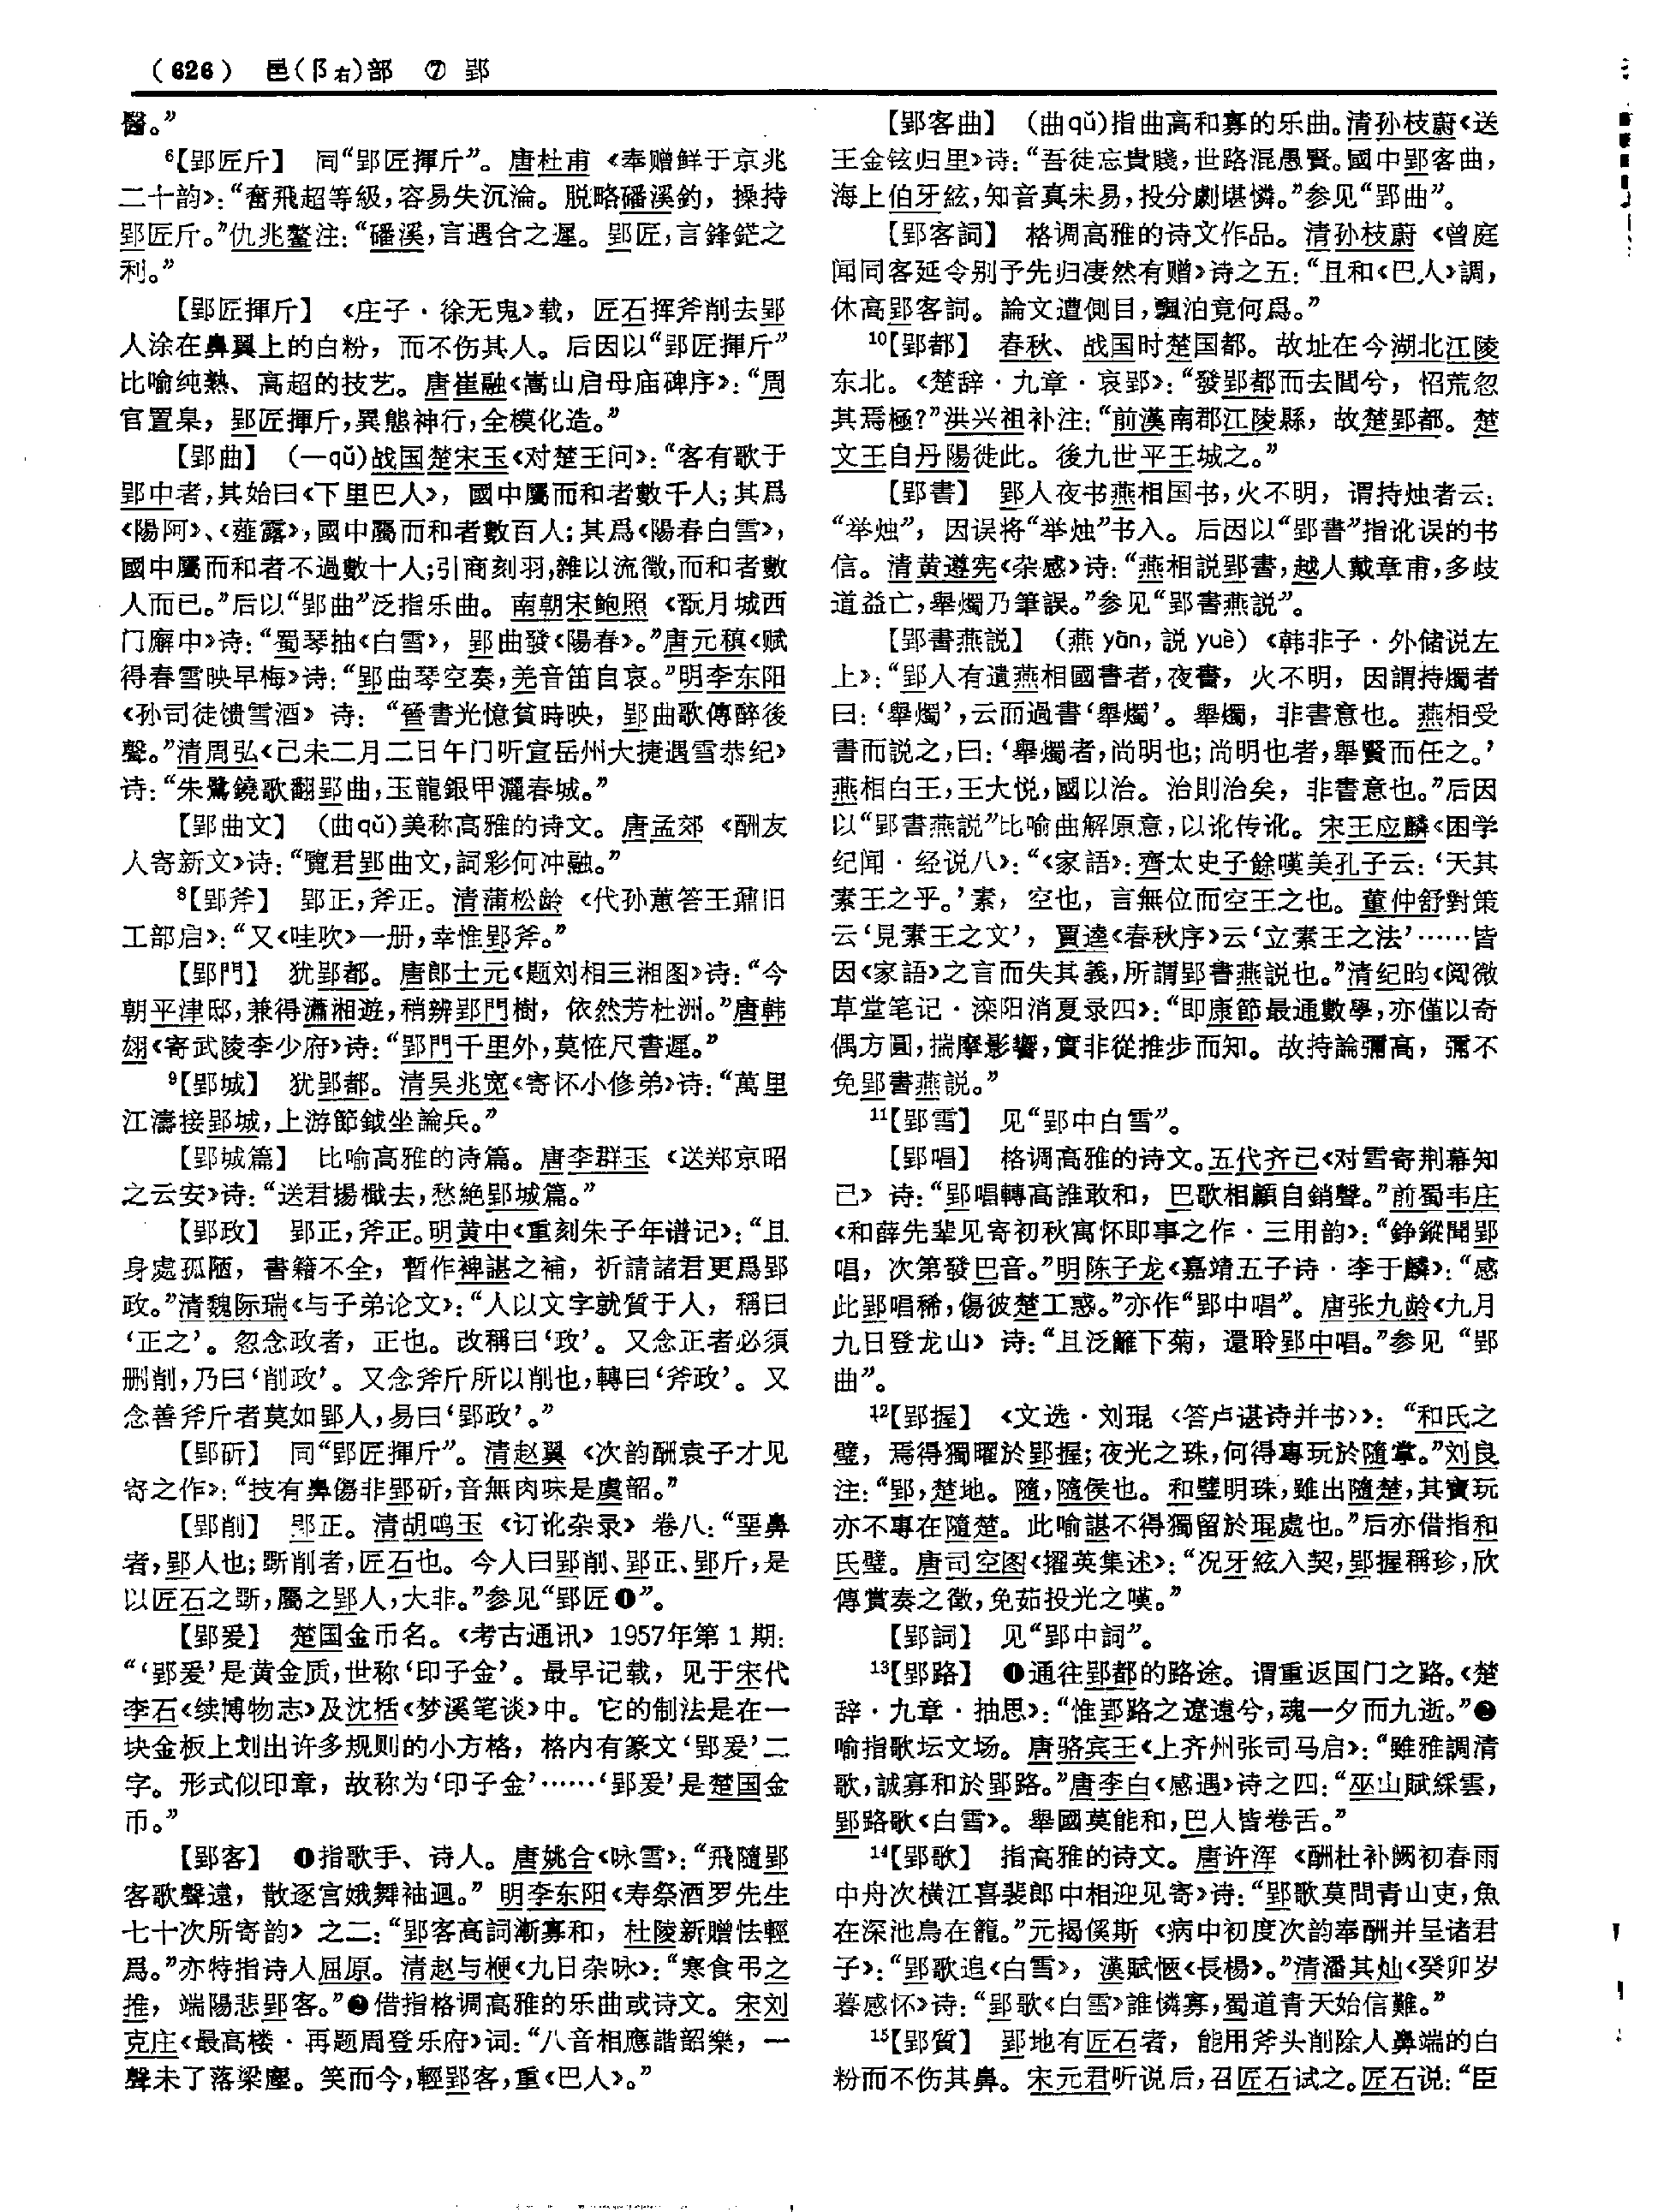 （626） 邑(阝右)部 ⑦ 郢
醫。”
⁶【郢匠斤】 同“郢匠揮斤”。唐杜甫《奉赠鲜于京兆
二十韵》：“奮飛超等級，容易失沉淪。脱略磻溪釣，操持
郢匠斤。”仇兆鳌注：“磻溪，言遇合之遲。郢匠，言鋒鋩之
利。”
【郢匠揮斤】 《庄子·徐无鬼》载，匠石挥斧削去郢
人涂在鼻翼上的白粉，而不伤其人。后因以“郢匠揮斤”
比喻纯熟、高超的技艺。唐崔融《嵩山启母庙碑序》：“周
官置臬，郢匠揮斤，異態神行，全模化造。”
【郢曲】 （一qǔ）战国楚宋玉《对楚王问》：“客有歌于
郢中者，其始曰《下里巴人》，國中屬而和者數千人；其爲
《陽阿》、《薤露》，國中屬而和者數百人；其爲《陽春白雪》，
國中屬而和者不過數十人；引商刻羽，雜以流徵，而和者數
人而已。”后以“郢曲”泛指乐曲。南朝宋鲍照《翫月城西
门廨中》诗：“蜀琴抽《白雪》，郢曲發《陽春》。”唐元稹《赋
得春雪映早梅》诗：“郢曲琴空奏，羌音笛自哀。”明李东阳
《孙司徒馈雪酒》诗：“晉書光憶貧時映，郢曲歌傳醉後
聲。”清周弘《己未二月二日午门听宣岳州大捷遇雪恭纪》
诗：“朱鷺鐃歌翻郢曲，玉龍銀甲灑春城。”
【郢曲文】 （曲qǔ）美称高雅的诗文。唐孟郊《酬友
人寄新文》诗：“覽君郢曲文，詞彩何冲融。”
⁸【郢斧】 郢正，斧正。清蒲松龄《代孙蕙答王鼐旧
工部启》：“又《哇吹》一册，幸惟郢斧。”
【郢門】 犹郢都。唐郎士元《题刘相三湘图》诗：“今
朝平津邸，兼得瀟湘遊，稍辨郢門樹，依然芳杜洲。”唐韩
翃《寄武陵李少府》诗：“郢門千里外，莫恠尺書遲。”
⁹【郢城】 犹郢都。清吴兆宽《寄怀小修弟》诗：“萬里
江濤接郢城，上游節鉞坐論兵。”
【郢城篇】 比喻高雅的诗篇。唐李群玉《送郑京昭
之云安》诗：“送君揚檝去，愁絶郢城篇。”
【郢政】 郢正，斧正。明黄中《重刻朱子年谱记》：“且
身處孤陋，書籍不全，暫作裨諶之補，祈請諸君更爲郢
政。”清魏际瑞《与子弟论文》：“人以文字就質于人，稱曰
‘正之’。忽念政者，正也。改稱曰‘政’。又念正者必須
删削，乃曰‘削政’。又念斧斤所以削也，轉曰‘斧政’。又
念善斧斤者莫如郢人，易曰‘郢政’。”
【郢斫】 同“郢匠揮斤”。清赵翼《次韵酬袁子才见
寄之作》：“技有鼻傷非郢斫，音無肉味是虞韶。”
【郢削】 郢正。清胡鸣玉《订讹杂录》卷八：“堊鼻
者，郢人也；斲削者，匠石也。今人曰郢削、郢正、郢斤，是
以匠石之斲，屬之郢人，大非。”参见“郢匠❶”。
【郢爰】 楚国金币名。《考古通讯》1957年第1期：
“‘郢爰’是黄金质，世称‘印子金’。最早记载，见于宋代
李石《续博物志》及沈括《梦溪笔谈》中。它的制法是在一
块金板上划出许多规则的小方格，格内有篆文‘郢爰’二
字。形式似印章，故称为‘印子金’……‘郢爰’是楚国金
币。”
【郢客】 ❶指歌手、诗人。唐姚合《咏雪》：“飛隨郢
客歌聲遠，散逐宫娥舞袖迴。”明李东阳《寿祭酒罗先生
七十次所寄韵》之二：“郢客高詞漸寡和，杜陵新贈怯輕
爲。”亦特指诗人屈原。清赵与楩《九日杂咏》：“寒食弔之
推，端陽悲郢客。”❷借指格调高雅的乐曲或诗文。宋刘
克庄《最高楼·再题周登乐府》词：“八音相應諧韶樂，一
聲未了落梁塵。笑而今，輕郢客，重《巴人》。”
【郢客曲】 （曲qǔ）指曲高和寡的乐曲。清孙枝蔚《送
王金铉归里》诗：“吾徒忘貴賤，世路混愚賢。國中郢客曲，
海上伯牙絃，知音真未易，投分劇堪憐。”参见“郢曲”。
【郢客詞】 格调高雅的诗文作品。清孙枝蔚《曾庭
闻同客延令别予先归凄然有赠》诗之五：“且和《巴人》調，
休高郢客詞。論文遭側目，飄泊竟何爲。”
¹⁰【郢都】 春秋、战国时楚国都。故址在今湖北江陵
东北。《楚辞·九章·哀郢》：“發郢都而去閭兮，怊荒忽
其焉極？”洪兴祖补注：“前漢南郡江陵縣，故楚郢都。楚
文王自丹陽徙此。後九世平王城之。”
【郢書】 郢人夜书燕相国书，火不明，谓持烛者云：
“举烛”，因误将“举烛”书入。后因以“郢書”指讹误的书
信。清黄遵宪《杂感》诗：“燕相説郢書，越人戴章甫，多歧
道益亡，舉燭乃筆誤。”参见“郢書燕説”。
【郢書燕説】 （燕 yān，説 yuè）《韩非子·外储说左
上》：“郢人有遺燕相國書者，夜書，火不明，因謂持燭者
曰：‘舉燭’，云而過書‘舉燭’。舉燭，非書意也。燕相受
書而説之，曰：‘舉燭者，尚明也；尚明也者，舉賢而任之。’
燕相白王，王大悦，國以治。治則治矣，非書意也。”后因
以“郢書燕説”比喻曲解原意，以讹传讹。宋王应麟《困学
纪闻·经说八》：“《家語》：齊太史子餘嘆美孔子云：‘天其
素王之乎。’素，空也，言無位而空王之也。董仲舒對策
云‘見素王之文’，賈逵《春秋序》云‘立素王之法’……皆
因《家語》之言而失其義，所謂郢書燕説也。”清纪昀《阅微
草堂笔记·滦阳消夏录四》：“即康節最通數學，亦僅以奇
偶方圓，揣摩影響，實非從推步而知。故持論彌高，彌不
免郢書燕説。”
¹¹【郢雪】 见“郢中白雪”。
【郢唱】 格调高雅的诗文。五代齐己《对雪寄荆幕知
己》诗：“郢唱轉高誰敢和，巴歌相顧自銷聲。”前蜀韦庄
《和薛先辈见寄初秋寓怀即事之作·三用韵》：“錚鏦聞郢
唱，次第發巴音。”明陈子龙《嘉靖五子诗·李于麟》：“感
此郢唱稀，傷彼楚工惑。”亦作“郢中唱”。唐张九龄《九月
九日登龙山》诗：“且泛籬下菊，還聆郢中唱。”参见“郢
曲”。
¹²【郢握】 《文选·刘琨〈答卢谌诗并书〉》：“和氏之
璧，焉得獨曜於郢握；夜光之珠，何得專玩於隨掌。”刘良
注：“郢，楚地。隨，隨侯也。和璧明珠，雖出隨楚，其寶玩
亦不專在隨楚。此喻諶不得獨留於琨處也。”后亦借指和
氏璧。唐司空图《擢英集述》：“况牙絃入契，郢握稱珍，欣
傳賞奏之徵，免茹投光之嘆。”
【郢詞】 见“郢中詞”。
¹³【郢路】 ❶通往郢都的路途。谓重返国门之路。《楚
辞·九章·抽思》：“惟郢路之遼遠兮，魂一夕而九逝。”❷
喻指歌坛文场。唐骆宾王《上齐州张司马启》：“雖雅調清
歌，誠寡和於郢路。”唐李白《感遇》诗之四：“巫山賦綵雲，
郢路歌《白雪》。舉國莫能和，巴人皆卷舌。”
¹⁴【郢歌】 指高雅的诗文。唐许浑《酬杜补阙初春雨
中舟次横江喜裴郎中相迎见寄》诗：“郢歌莫問青山吏，魚
在深池鳥在籠。”元揭傒斯《病中初度次韵奉酬并呈诸君
子》：“郢歌追《白雪》，漢賦愜《長楊》。”清潘其灿《癸卯岁
暮感怀》诗：“郢歌《白雪》誰憐寡，蜀道青天始信難。”
¹⁵【郢質】 郢地有匠石者，能用斧头削除人鼻端的白
粉而不伤其鼻。宋元君听说后，召匠石试之。匠石说：“臣